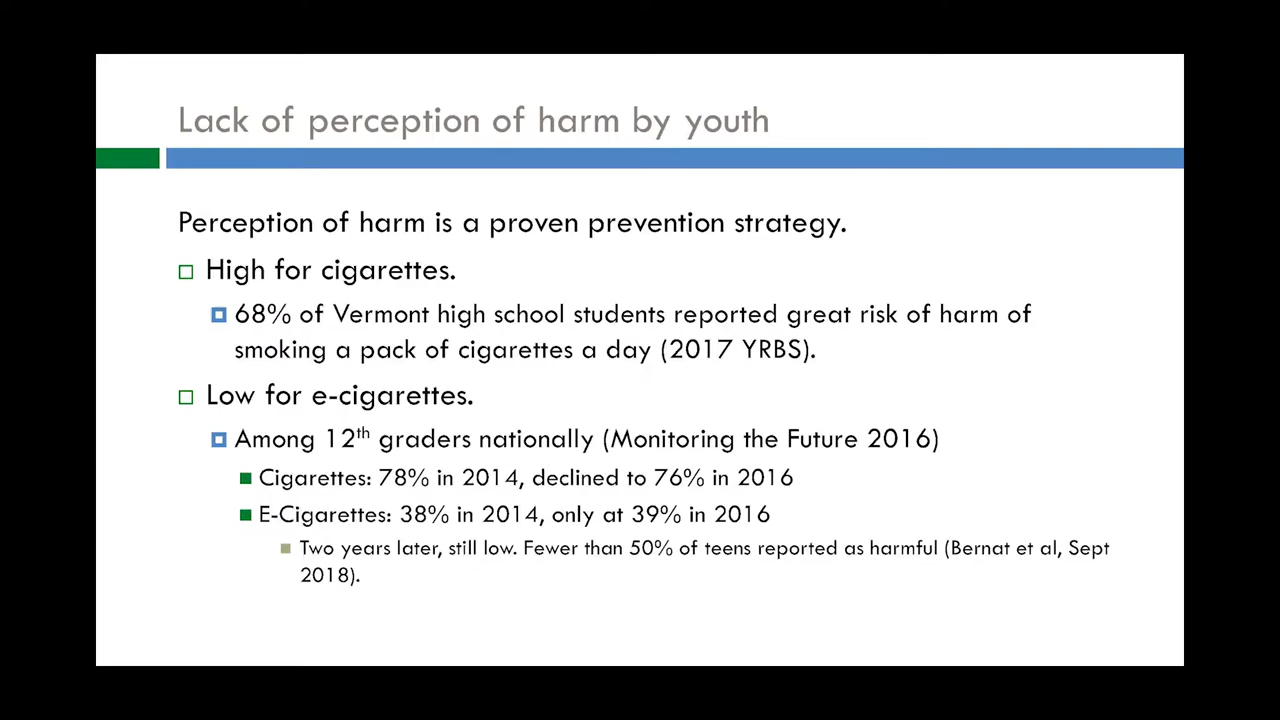 Lack of perception of harm by youth
Perception of harm is a proven prevention strategy.
High for cigarettes.
68% of Vermont high school students reported great risk of harm of
smoking a pack of cigarettes a day (2017 YRBS).
Low for e-cigarettes.
Among 12th graders nationally (Monitoring the Future 2016)
Cigarettes: 78% in 2014, declined to 76% in 2016
E-Cigarettes: 38% in 2014, only at 39% in 2016
Two years later, still low. Fewer than 50% of teens reported as harmful (Bernat et al, Sept
2018).